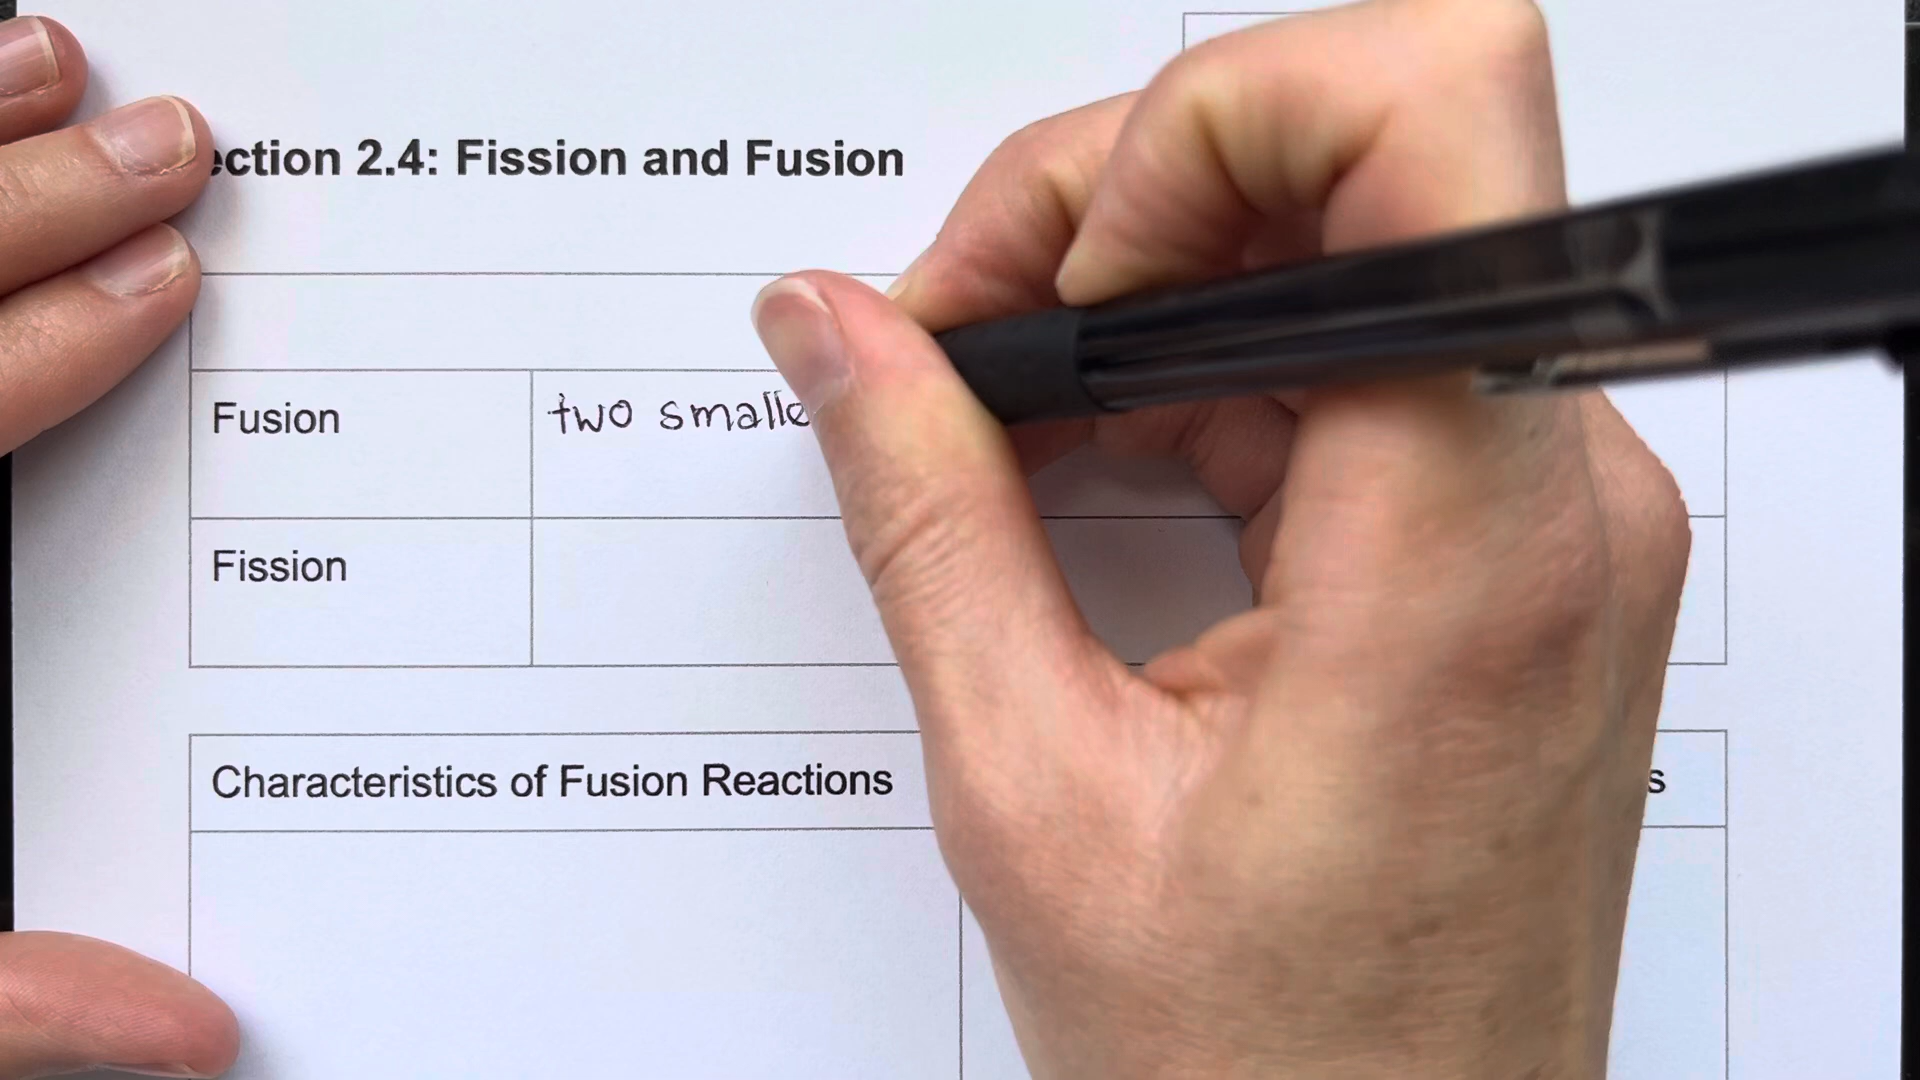 ection 2.4: Fission and Fusion
Fusion
two smalle
Fission
Characteristics of Fusion Reactions
s